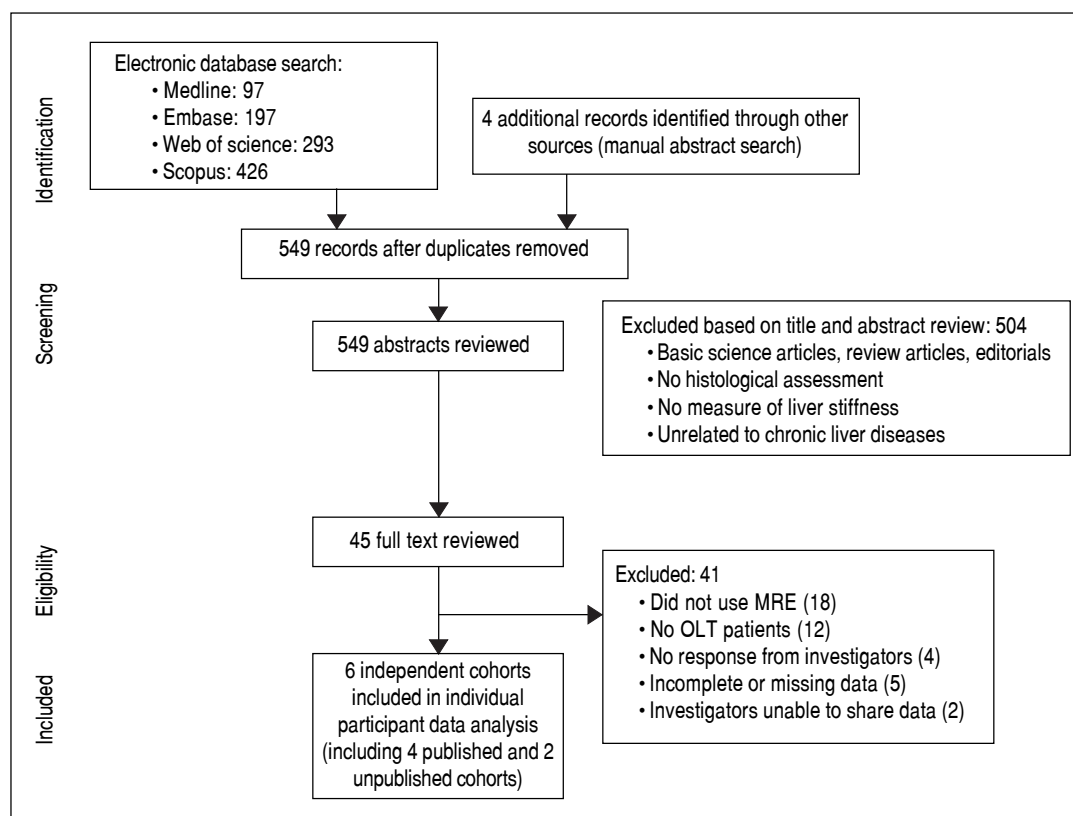 Identification
Electronic database search:
• Medline: 97
• Embase: 197
• Web of science: 293
• Scopus: 426
4 additional records identified through other
sources (manual abstract search)
549 records after duplicates removed
Screening
549 abstracts reviewed
Excluded based on title and abstract review: 504
• Basic science articles, review articles, editorials
• No histological assessment
• No measure of liver stiffness
• Unrelated to chronic liver diseases
Eligibility
45 full text reviewed
Excluded: 41
• Did not use MRE (18)
• No OLT patients (12)
• No response from investigators (4)
• Incomplete or missing data (5)
• Investigators unable to share data (2)
Included
6 independent cohorts
included in individual
participant data analysis
(including 4 published and 2
unpublished cohorts)